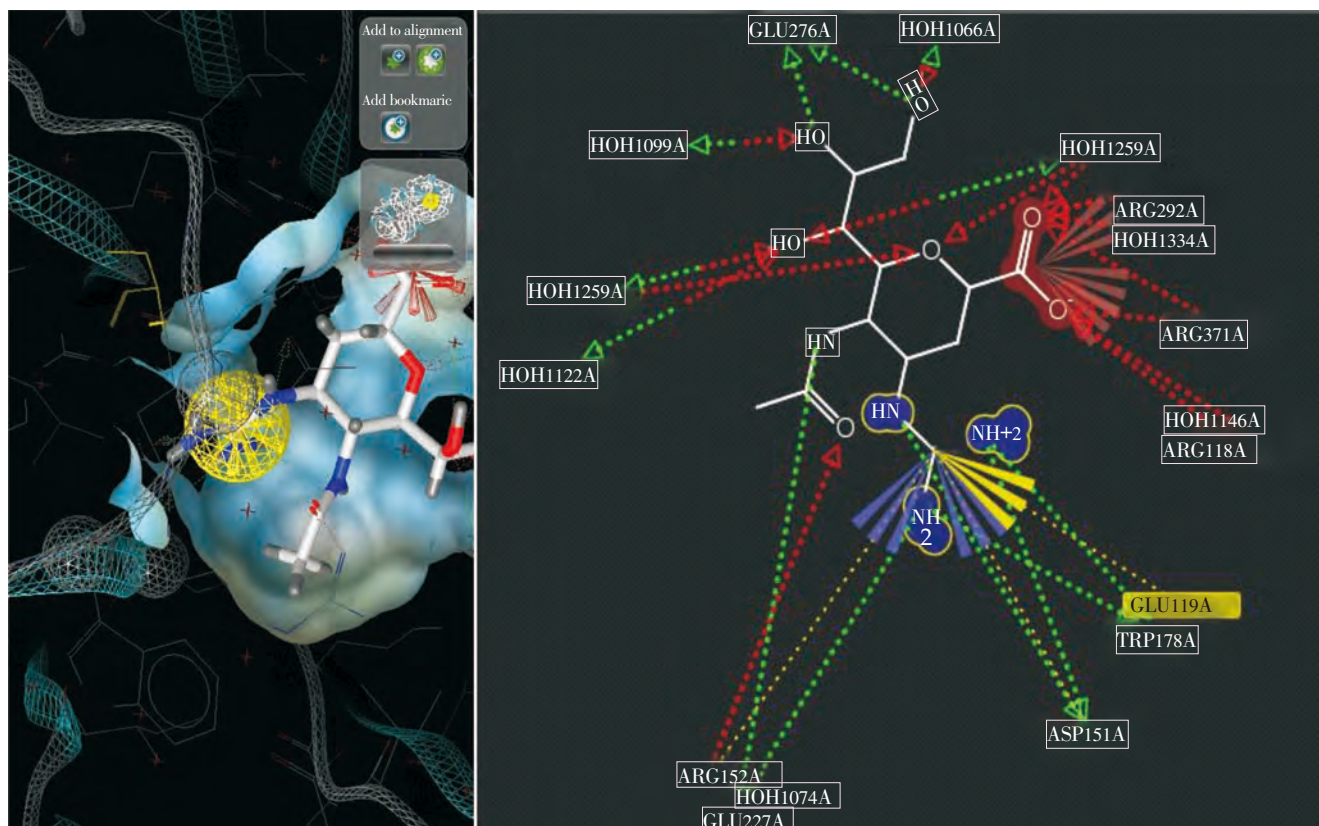 Add to alignment
Add bookmaric
GLU276A
HOH1066A
HO
HOH1099A
HO
HOH1259A
O
ARG292A
HO
O
HOH1334A
HOH1259A
O-
HN
ARG371A
HOH1122A
HN
O
NH+2
HOH1146A
ARG118A
NH
2
GLU119A
TRP178A
ASP151A
ARG152A
HOH1074A
GLU227A